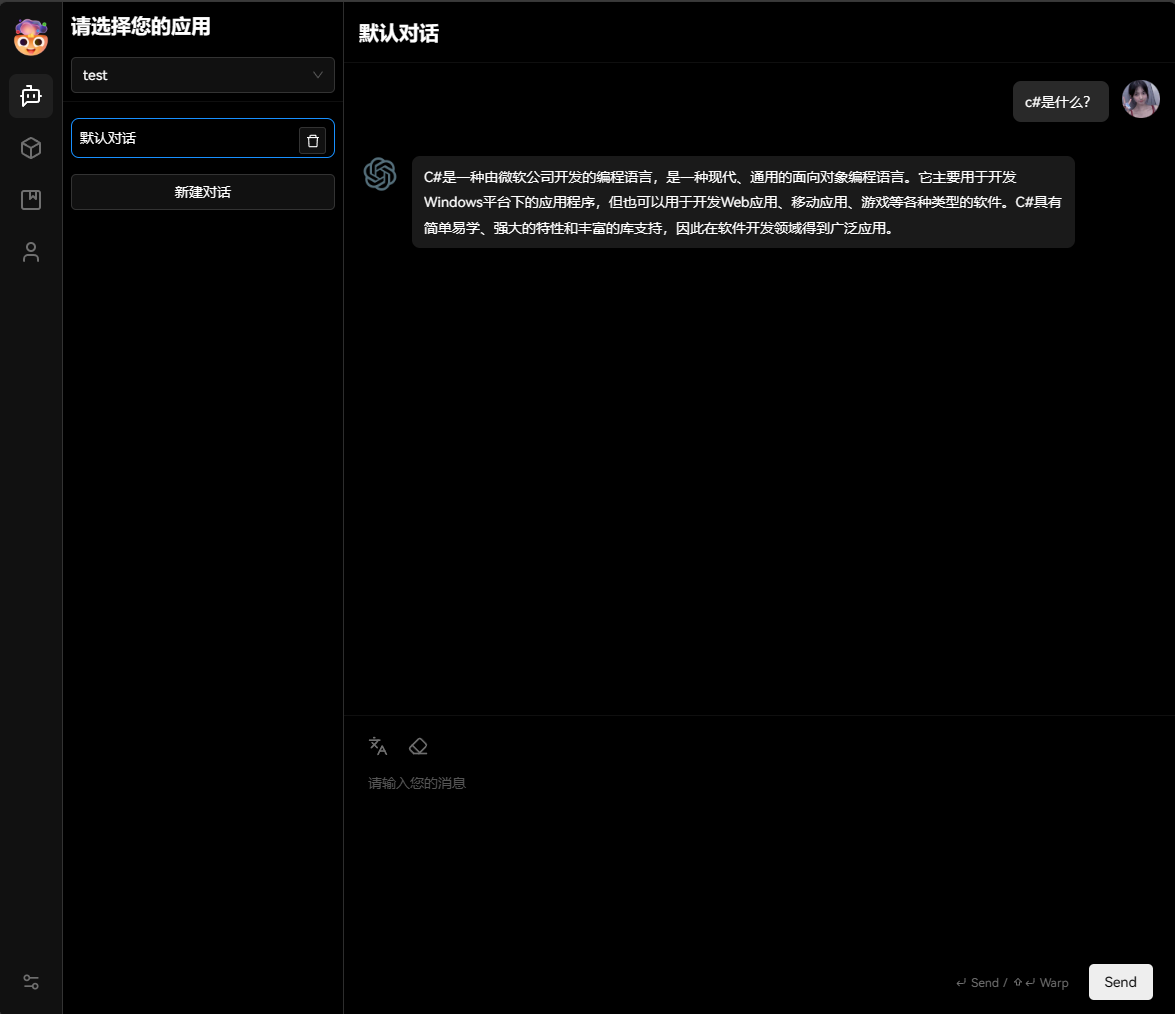 请选择您的应用
test
默认对话
新建对话
默认对话
c#是什么?
C#是一种由微软公司开发的编程语言，是一种现代、通用的面向对象编程语言。它主要用于开发
Windows平台下的应用程序，但也可以用于开发Web应用、移动应用、游戏等各种类型的软件。C#具有
简单易学、强大的特性和丰富的库支持，因此在软件开发领域得到广泛应用。
请输入您的消息
↵ Send / ⇧ ↵ Warp
Send